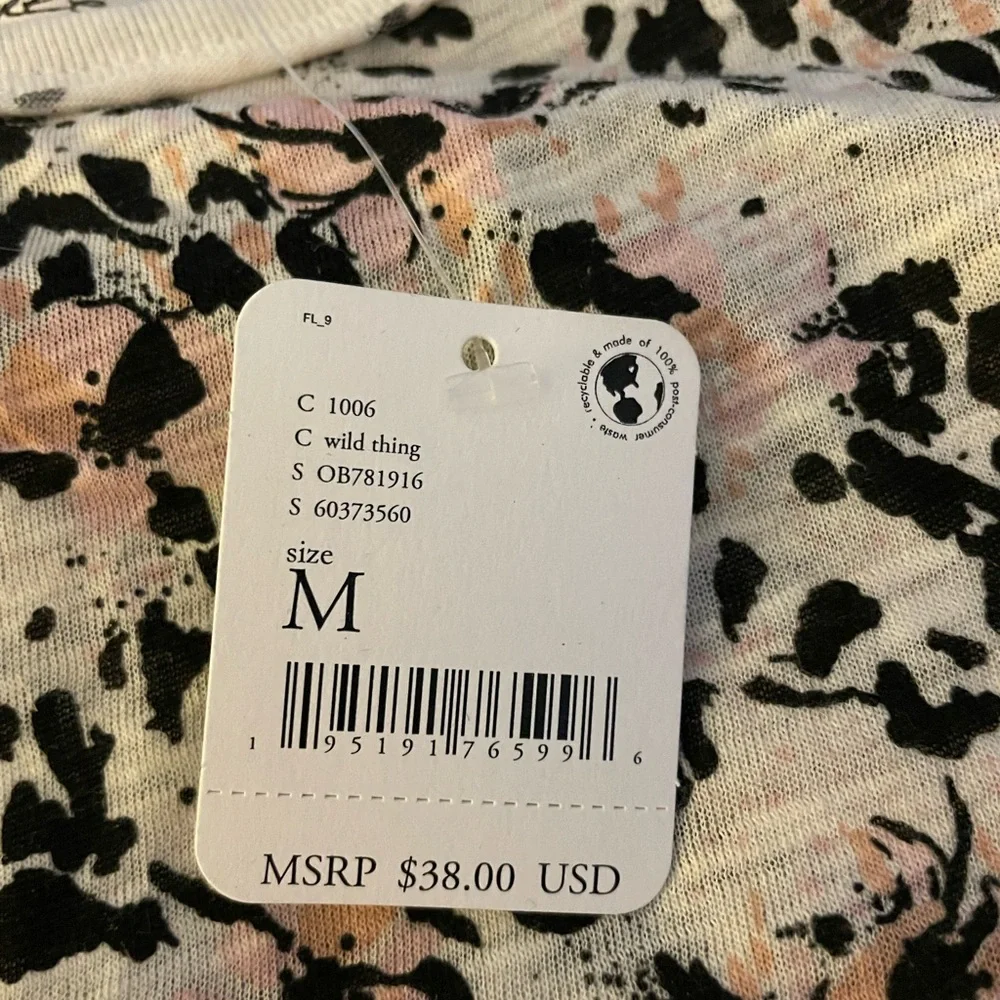 FL_9
recyclable & made of 100% post-consumer waste •
C 1006
C wild thing
S OB781916
S 60373560
size
M
1 95191 76599 6
MSRP $38.00 USD